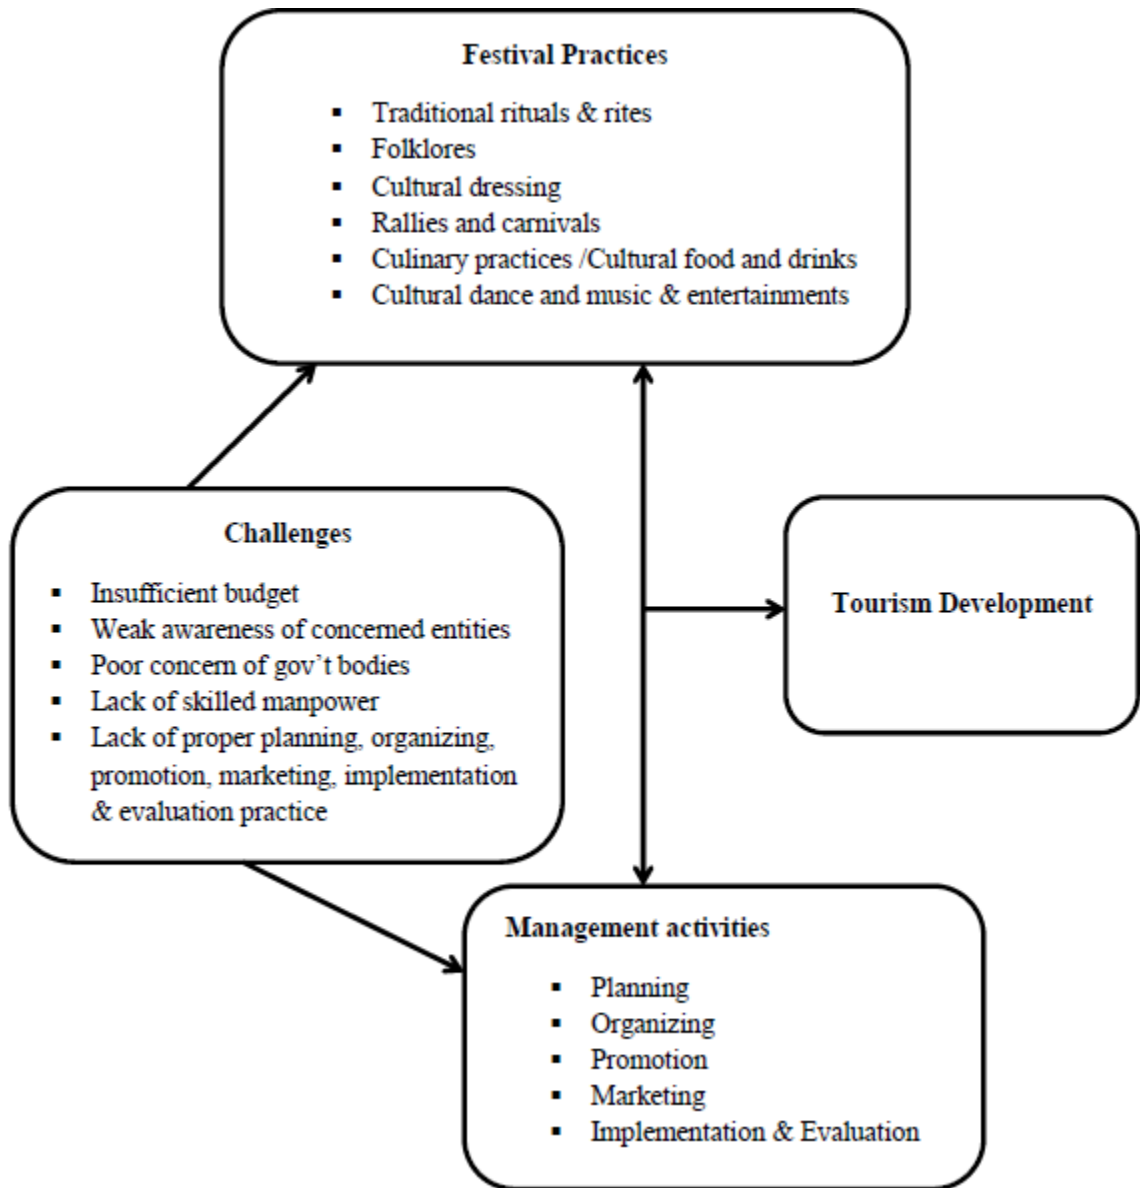 Festival Practices
▪ Traditional rituals & rites
▪ Folklores
▪ Cultural dressing
▪ Rallies and carnivals
▪ Culinary practices /Cultural food and drinks
▪ Cultural dance and music & entertainments
Challenges
▪ Insufficient budget
▪ Weak awareness of concerned entities
▪ Poor concern of gov’t bodies
▪ Lack of skilled manpower
▪ Lack of proper planning, organizing,
promotion, marketing, implementation
& evaluation practice
Tourism Development
Management activities
▪ Planning
▪ Organizing
▪ Promotion
▪ Marketing
▪ Implementation & Evaluation